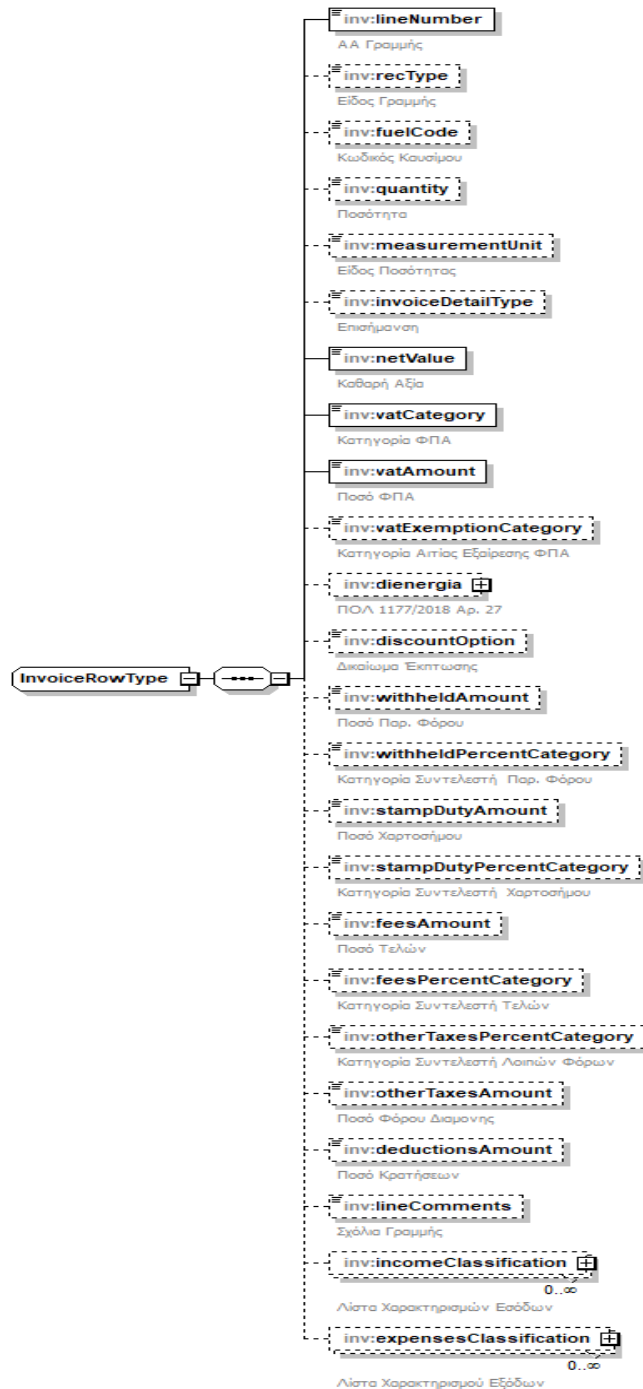 inv:lineNumber
ΑΑ Γραμμής
inv:recType
Είδος Γραμμής
inv:fuelCode
Κωδικός Καυσίμου
inv:quantity
Ποσότητα
inv:measurementUnit
Είδος Ποσότητας
inv:invoiceDetailType
Επισήμανση
inv:netValue
Καθαρή Αξία
inv:vatCategory
Κατηγορία ΦΠΑ
inv:vatAmount
Ποσό ΦΠΑ
inv:vatExemptionCategory
Κατηγορία Αιτίας Εξαίρεσης ΦΠΑ
inv:dienergia
ΠΟΛ 1177/2018 Αρ. 27
inv:discountOption
Δικαίωμα Έκπτωσης
InvoiceRowType
inv:withheldAmount
Ποσό Παρ. Φόρου
inv:withheldPercentCategory
Κατηγορία Συντελεστή Παρ. Φόρου
inv:stampDutyAmount
Ποσό Χαρτοσήμου
inv:stampDutyPercentCategory
Κατηγορία Συντελεστή Χαρτοσήμου
inv:feesAmount
Ποσό Τελών
inv:feesPercentCategory
Κατηγορία Συντελεστή Τελών
inv:otherTaxesPercentCategory
Κατηγορία Συντελεστή Λοιπών Φόρων
inv:otherTaxesAmount
Ποσό Φόρου Διαμονης
inv:deductionsAmount
Ποσό Κρατήσεων
inv:lineComments
Σχόλια Γραμμής
inv:incomeClassification
0..∞
Λίστα Χαρακτηρισμών Εσόδων
inv:expensesClassification
0..∞
Λίστα Χαρακτηρισμού Εξόδων